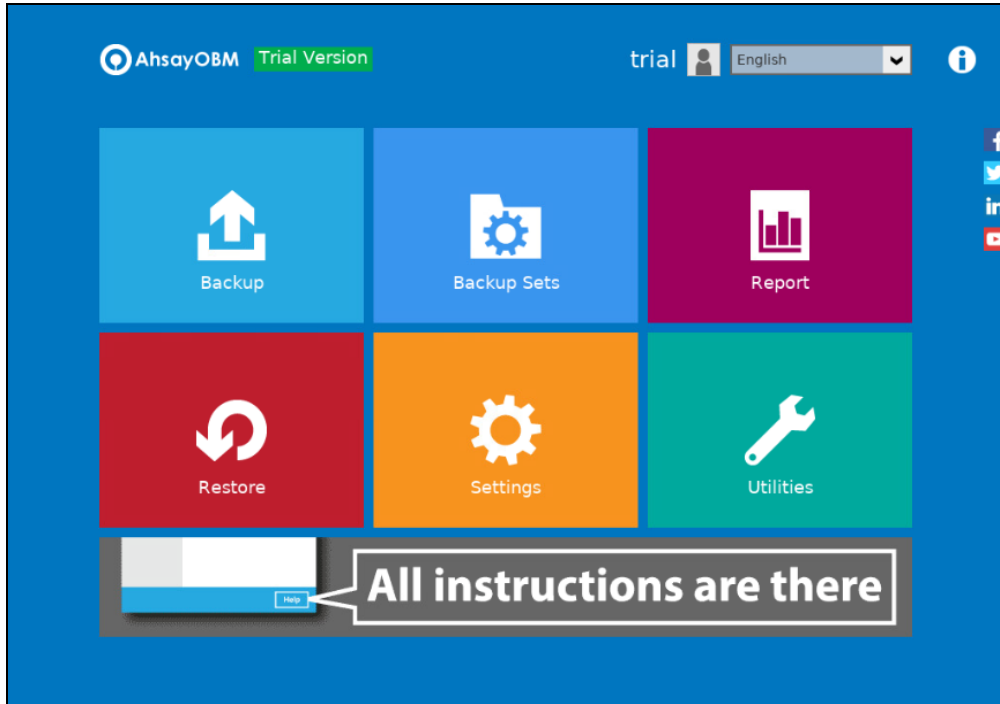 AhsayOBM Trial Version trial English
Backup Backup Sets Report
Restore Settings Utilities
Help
All instructions are there